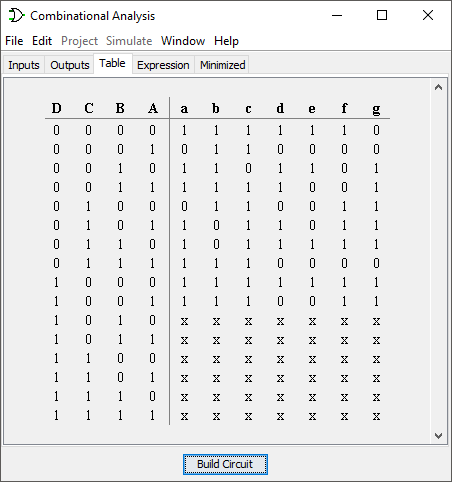 Combinational Analysis
File Edit Project Simulate Window Help
Inputs Outputs Table Expression Minimized
D C B A a b c d e f g
0 0 0 0 1 1 1 1 1 1 0
0 0 0 1 0 1 1 0 0 0 0
0 0 1 0 1 1 0 1 1 0 1
0 0 1 1 1 1 1 1 0 0 1
0 1 0 0 0 1 1 0 0 1 1
0 1 0 1 1 0 1 1 0 1 1
0 1 1 0 1 0 1 1 1 1 1
0 1 1 1 1 1 1 0 0 0 0
1 0 0 0 1 1 1 1 1 1 1
1 0 0 1 1 1 1 0 0 1 1
1 0 1 0 x x x x x x x
1 0 1 1 x x x x x x x
1 1 0 0 x x x x x x x
1 1 0 1 x x x x x x x
1 1 1 0 x x x x x x x
1 1 1 1 x x x x x x x
Build Circuit